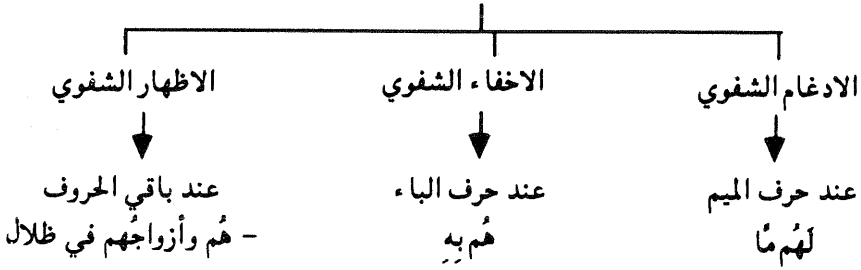 الادغام الشفوي
عند حرف الميم
لَهُم مَّا
الاخفاء الشفوي
عند حرف الباء
هُم بِهِ
الاظهار الشفوي
عند باقي الحروف
– هُم وأزواجُهم في ظلال